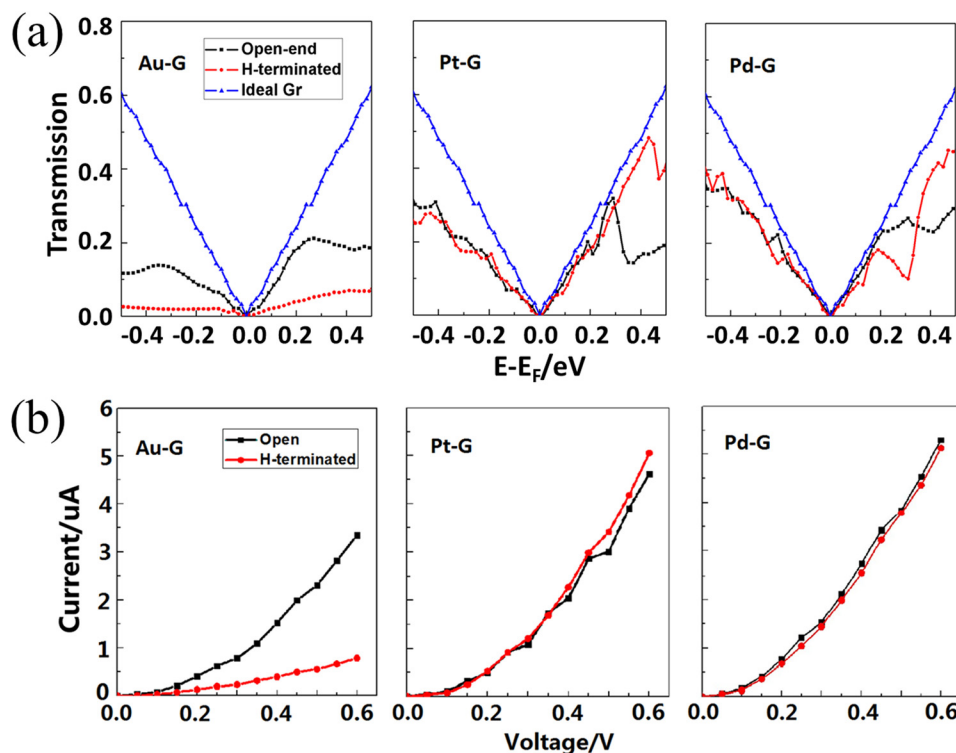 (a)
Au-G
Open-end
H-terminated
Ideal Gr
Pt-G
Pd-G
Transmission
0.8
0.6
0.4
0.2
0.0
-0.4 -0.2 0.0 0.2 0.4
-0.4 -0.2 0.0 0.2 0.4
-0.4 -0.2 0.0 0.2 0.4
E-EF/eV
(b)
Au-G
Open
H-terminated
Pt-G
Pd-G
Current/uA
6
5
4
3
2
1
0
0.0 0.2 0.4 0.6
0.0 0.2 0.4 0.6
0.0 0.2 0.4 0.6
Voltage/V